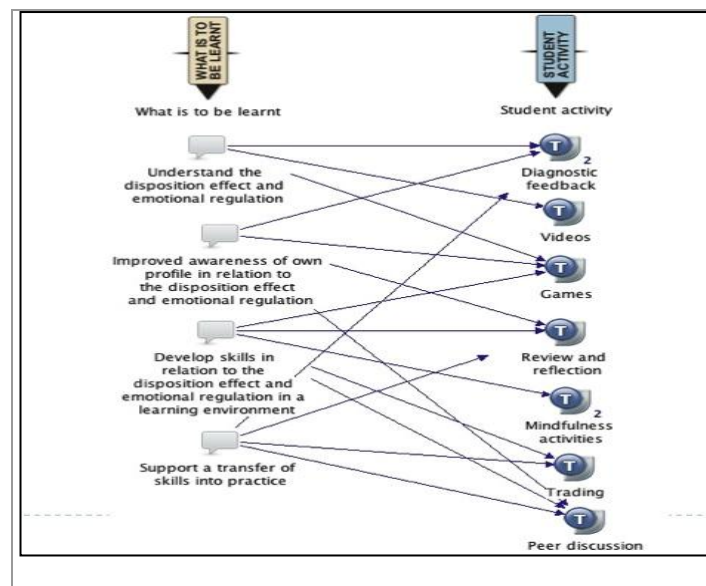 WHAT IS TO
BE LEARNT
STUDENT
ACTIVITY
What is to be learnt
Student activity
Understand the
disposition effect and
emotional regulation
Improved awareness of own
profile in relation to
the disposition effect
and emotional regulation
Develop skills in
relation to the
disposition effect and
emotional regulation in a
learning environment
Support a transfer of
skills into practice
T
2
Diagnostic
feedback
T
Videos
T
Games
T
Review and
reflection
T
2
Mindfulness
activities
T
Trading
T
Peer discussion